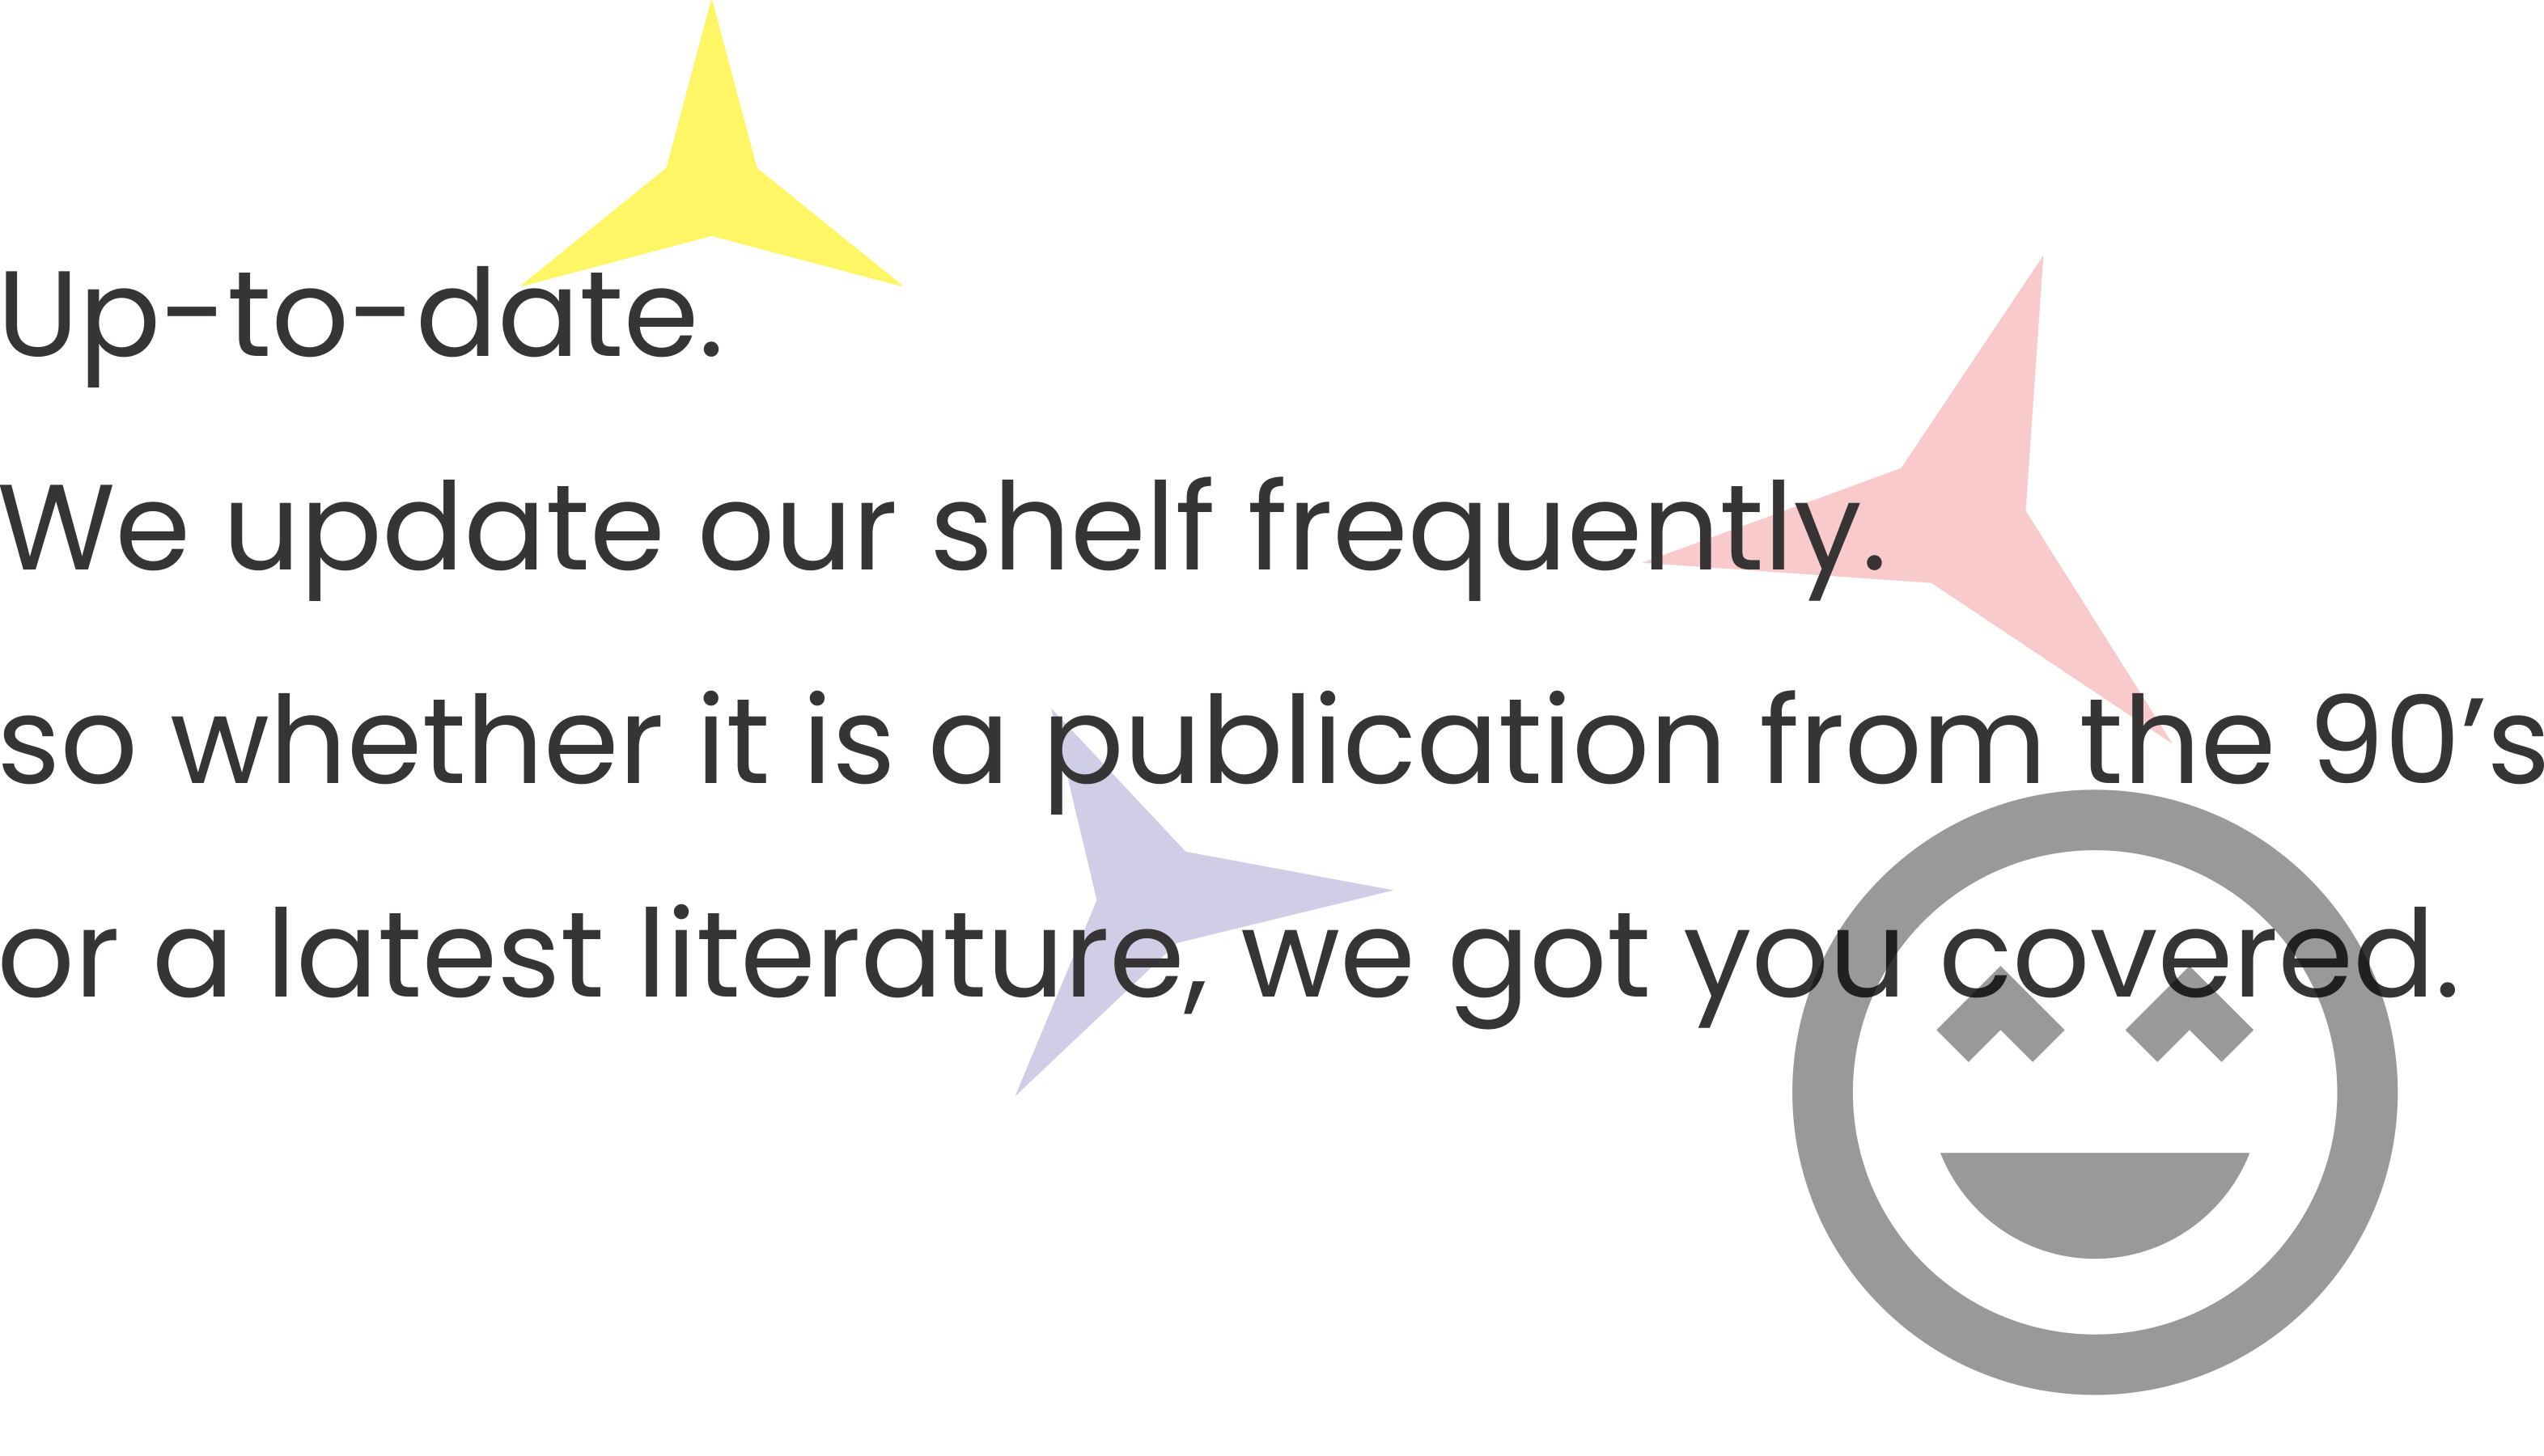 Up-to-date.
We update our shelf frequently.
so whether it is a publication from the 90’s
or a latest literature, we got you covered.